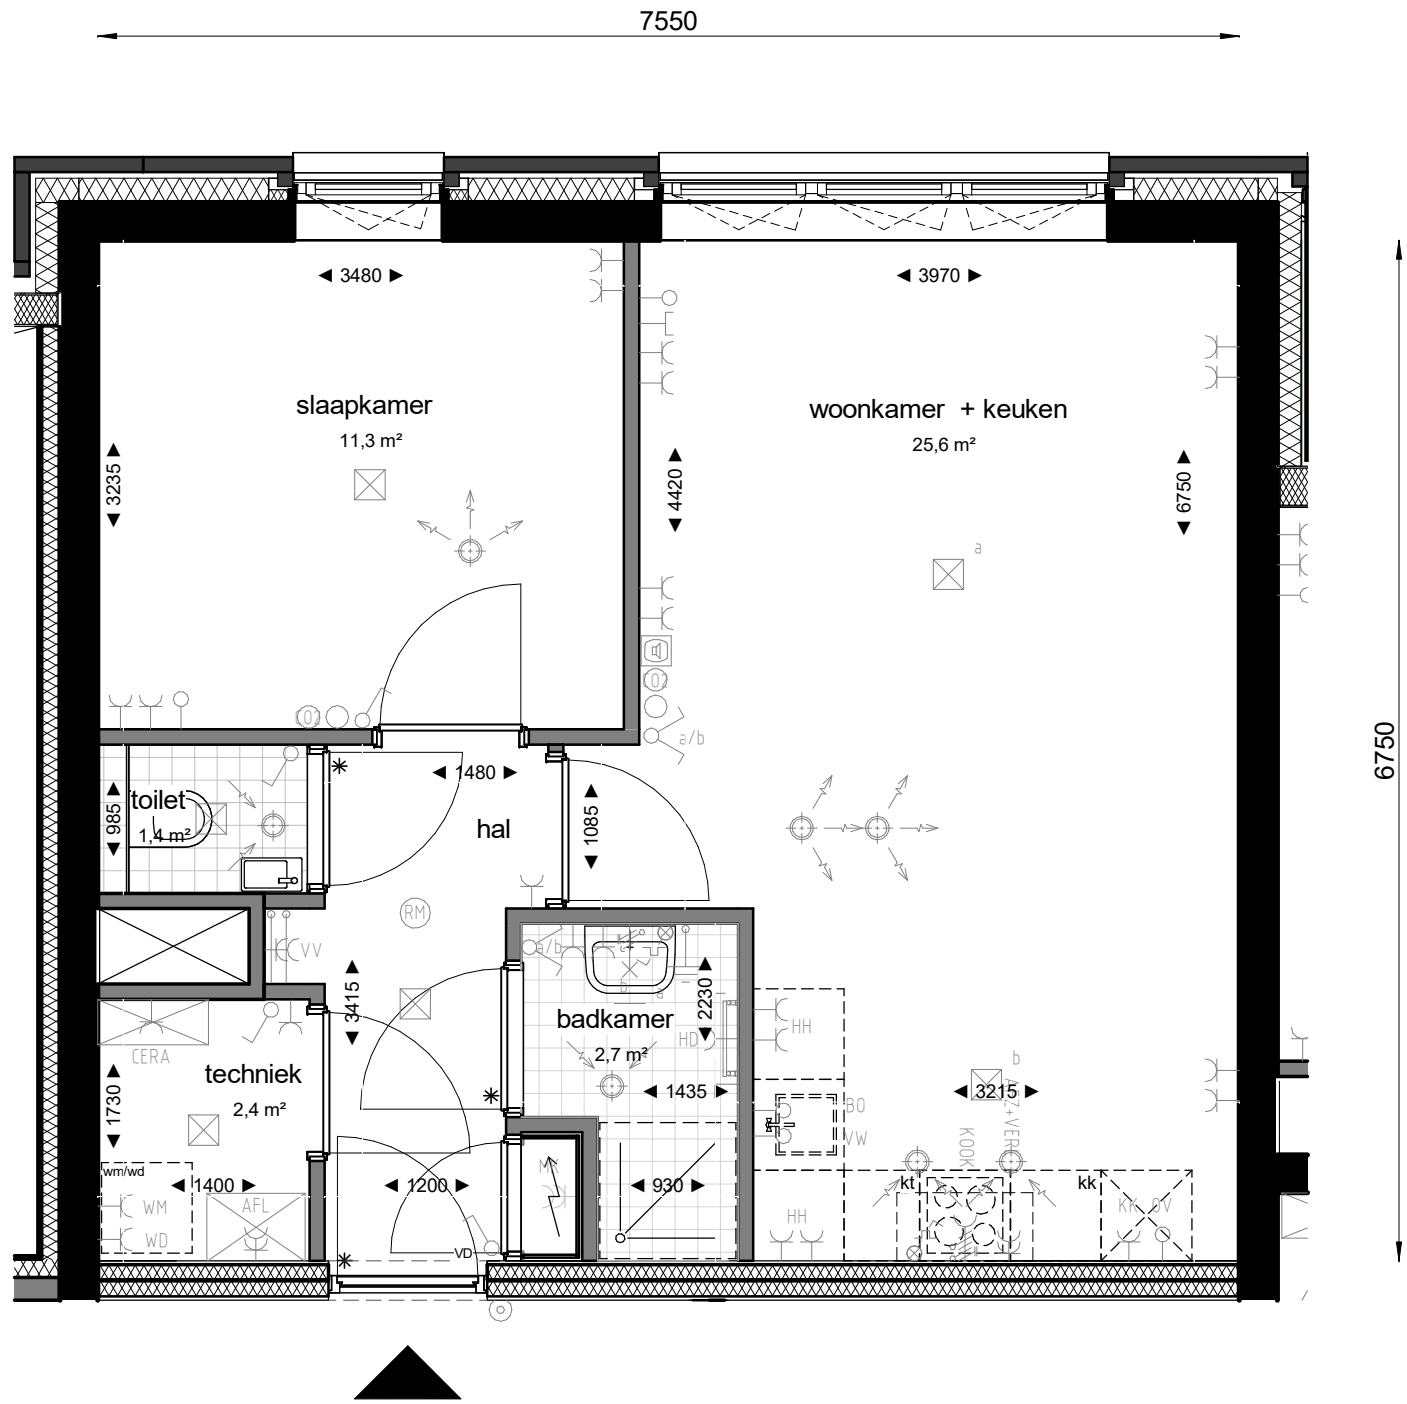 7550
◄ 3480 ►
◄ 3970 ►
slaapkamer
11,3 m²
woonkamer + keuken
25,6 m²
◄ 3235 ►
◄ 4420 ►
◄ 6750 ►
a
CO2
CO2
a/b
6750
toilet
1,4 m²
◄ 985 ►
◄ 1480 ►
hal
◄ 1085 ►
RM
VV
a/b
b
a
◄ 3415 ►
◄ 2230 ►
badkamer
2,7 m²
HD
HH
CERA
techniek
2,4 m²
◄ 1730 ►
◄ 1435 ►
b
◄ 3215 ►
BO
VW
KOOK
wm/wd
◄ 1400 ►
◄ 1200 ►
◄ 930 ►
kt
kk
WM
WD
AFL
MK
HH
KK
OV
VD